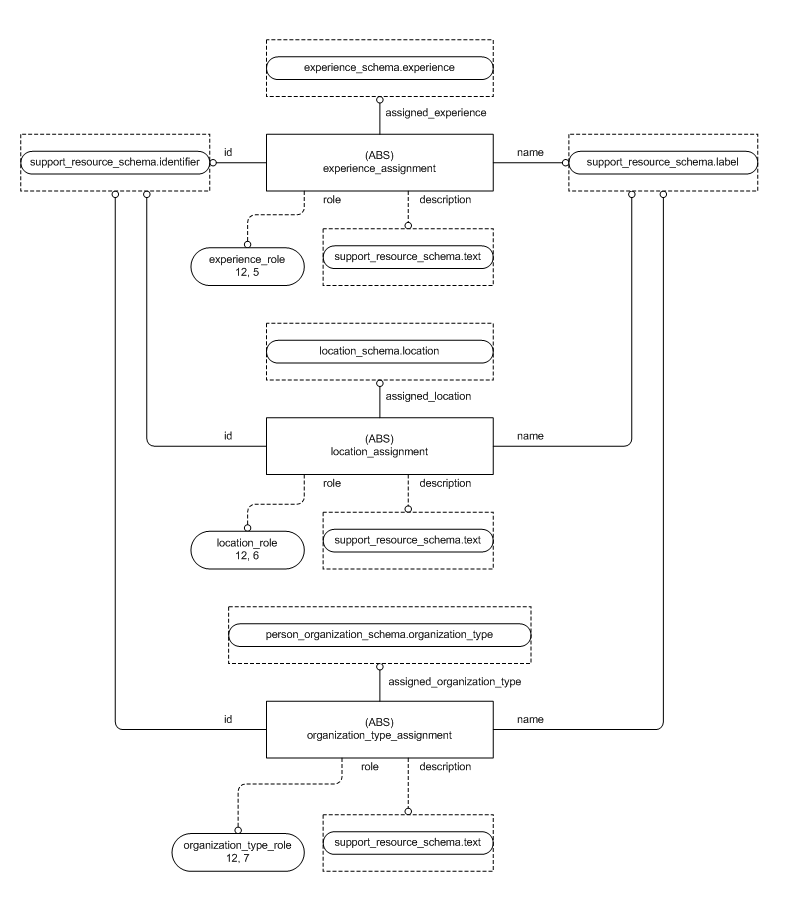 experience_schema.experience
assigned_experience
support_resource_schema.identifier
id
(ABS)
experience_assignment
name
support_resource_schema.label
role
description
experience_role
12, 5
support_resource_schema.text
location_schema.location
assigned_location
id
(ABS)
location_assignment
name
role
description
location_role
12, 6
support_resource_schema.text
person_organization_schema.organization_type
assigned_organization_type
id
(ABS)
organization_type_assignment
name
role
description
organization_type_role
12, 7
support_resource_schema.text